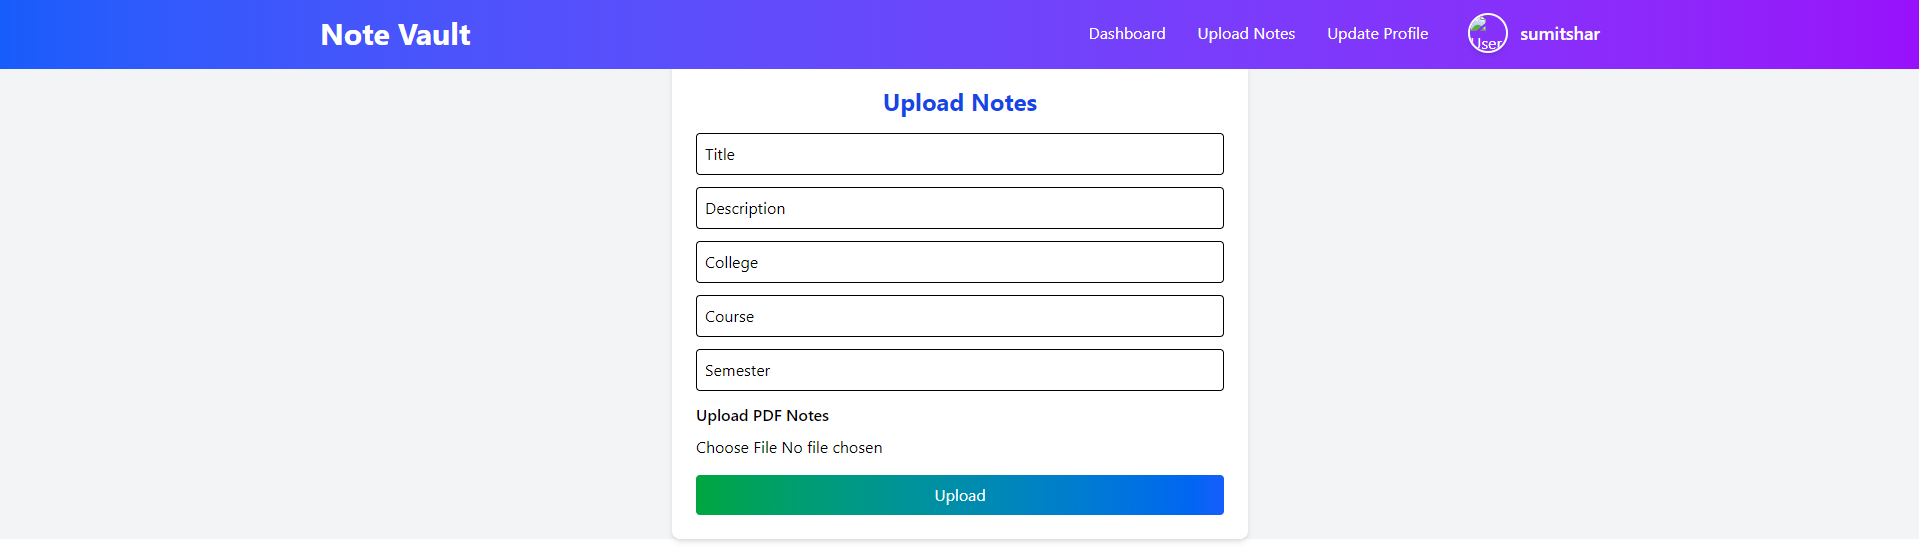 Note Vault
Dashboard Upload Notes Update Profile User sumitshar
Upload Notes
Title
Description
College
Course
Semester
Upload PDF Notes
Choose File No file chosen
Upload